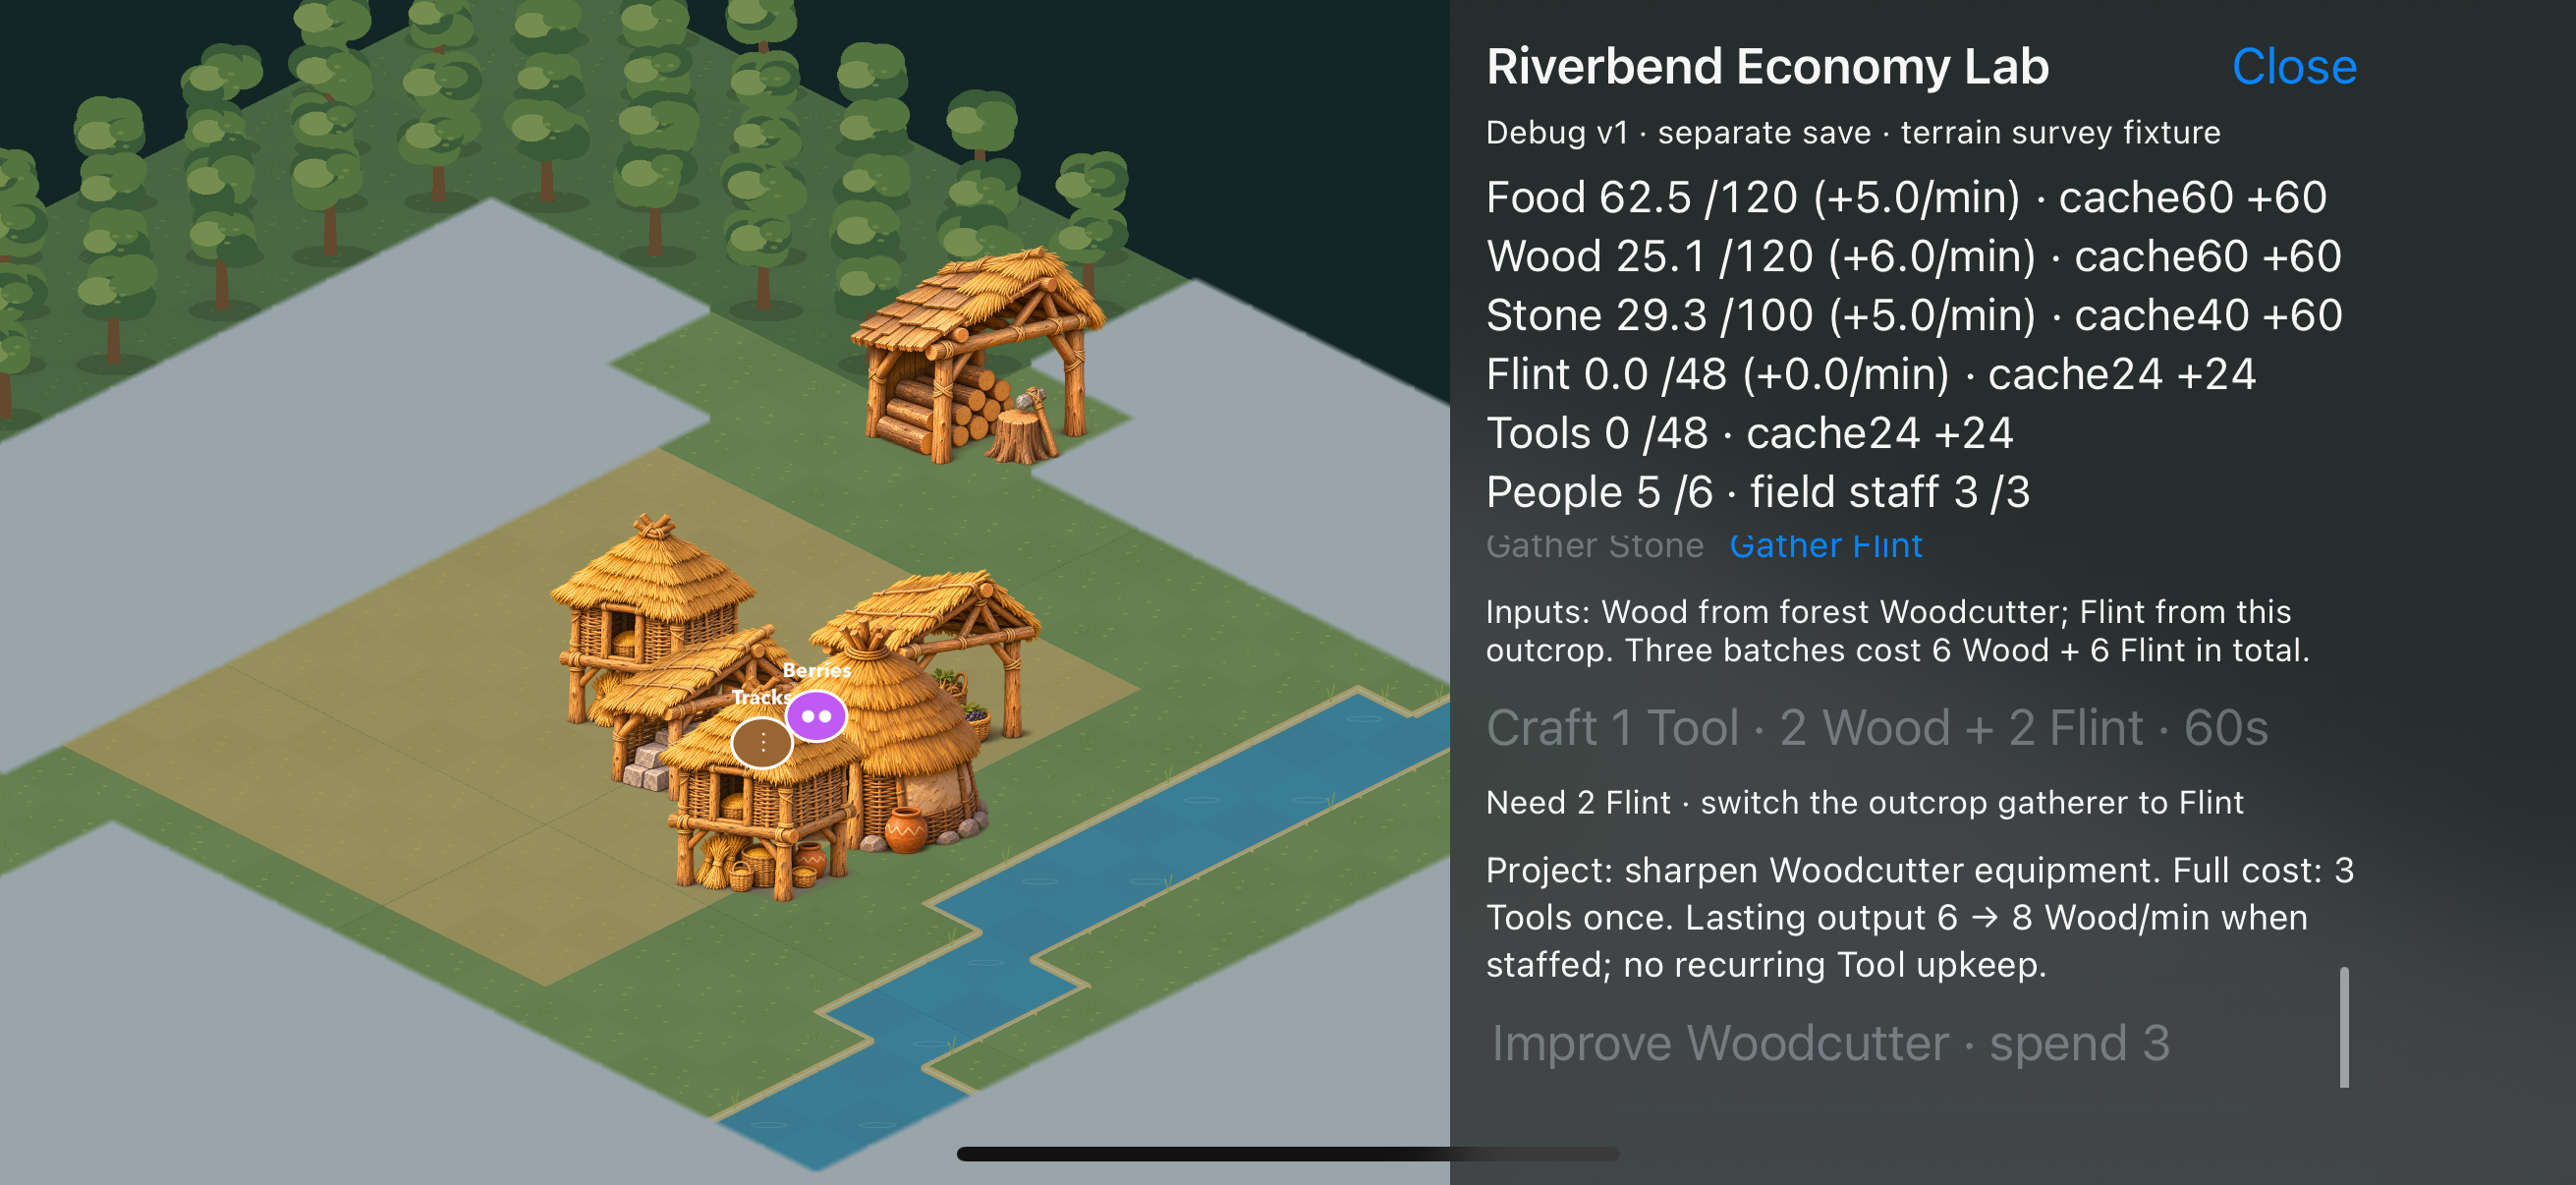 Riverbend Economy Lab
Close
Debug v1 · separate save · terrain survey fixture
Food 62.5 /120 (+5.0/min) · cache60 +60
Wood 25.1 /120 (+6.0/min) · cache60 +60
Stone 29.3 /100 (+5.0/min) · cache40 +60
Flint 0.0 /48 (+0.0/min) · cache24 +24
Tools 0 /48 · cache24 +24
People 5 /6 · field staff 3 /3
Gather Stone Gather Flint
Inputs: Wood from forest Woodcutter; Flint from this
outcrop. Three batches cost 6 Wood + 6 Flint in total.
Craft 1 Tool · 2 Wood + 2 Flint · 60s
Need 2 Flint · switch the outcrop gatherer to Flint
Project: sharpen Woodcutter equipment. Full cost: 3
Tools once. Lasting output 6 → 8 Wood/min when
staffed; no recurring Tool upkeep.
Improve Woodcutter · spend 3
Berries
Tracks